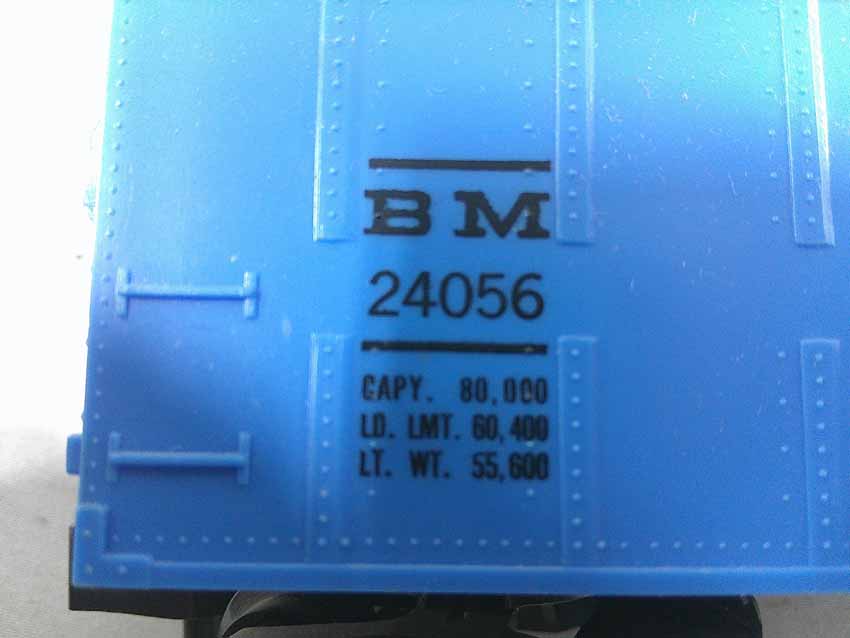 BM
24056
CAPY. 80,000
LD. LMT. 60,400
LT. WT. 55,600